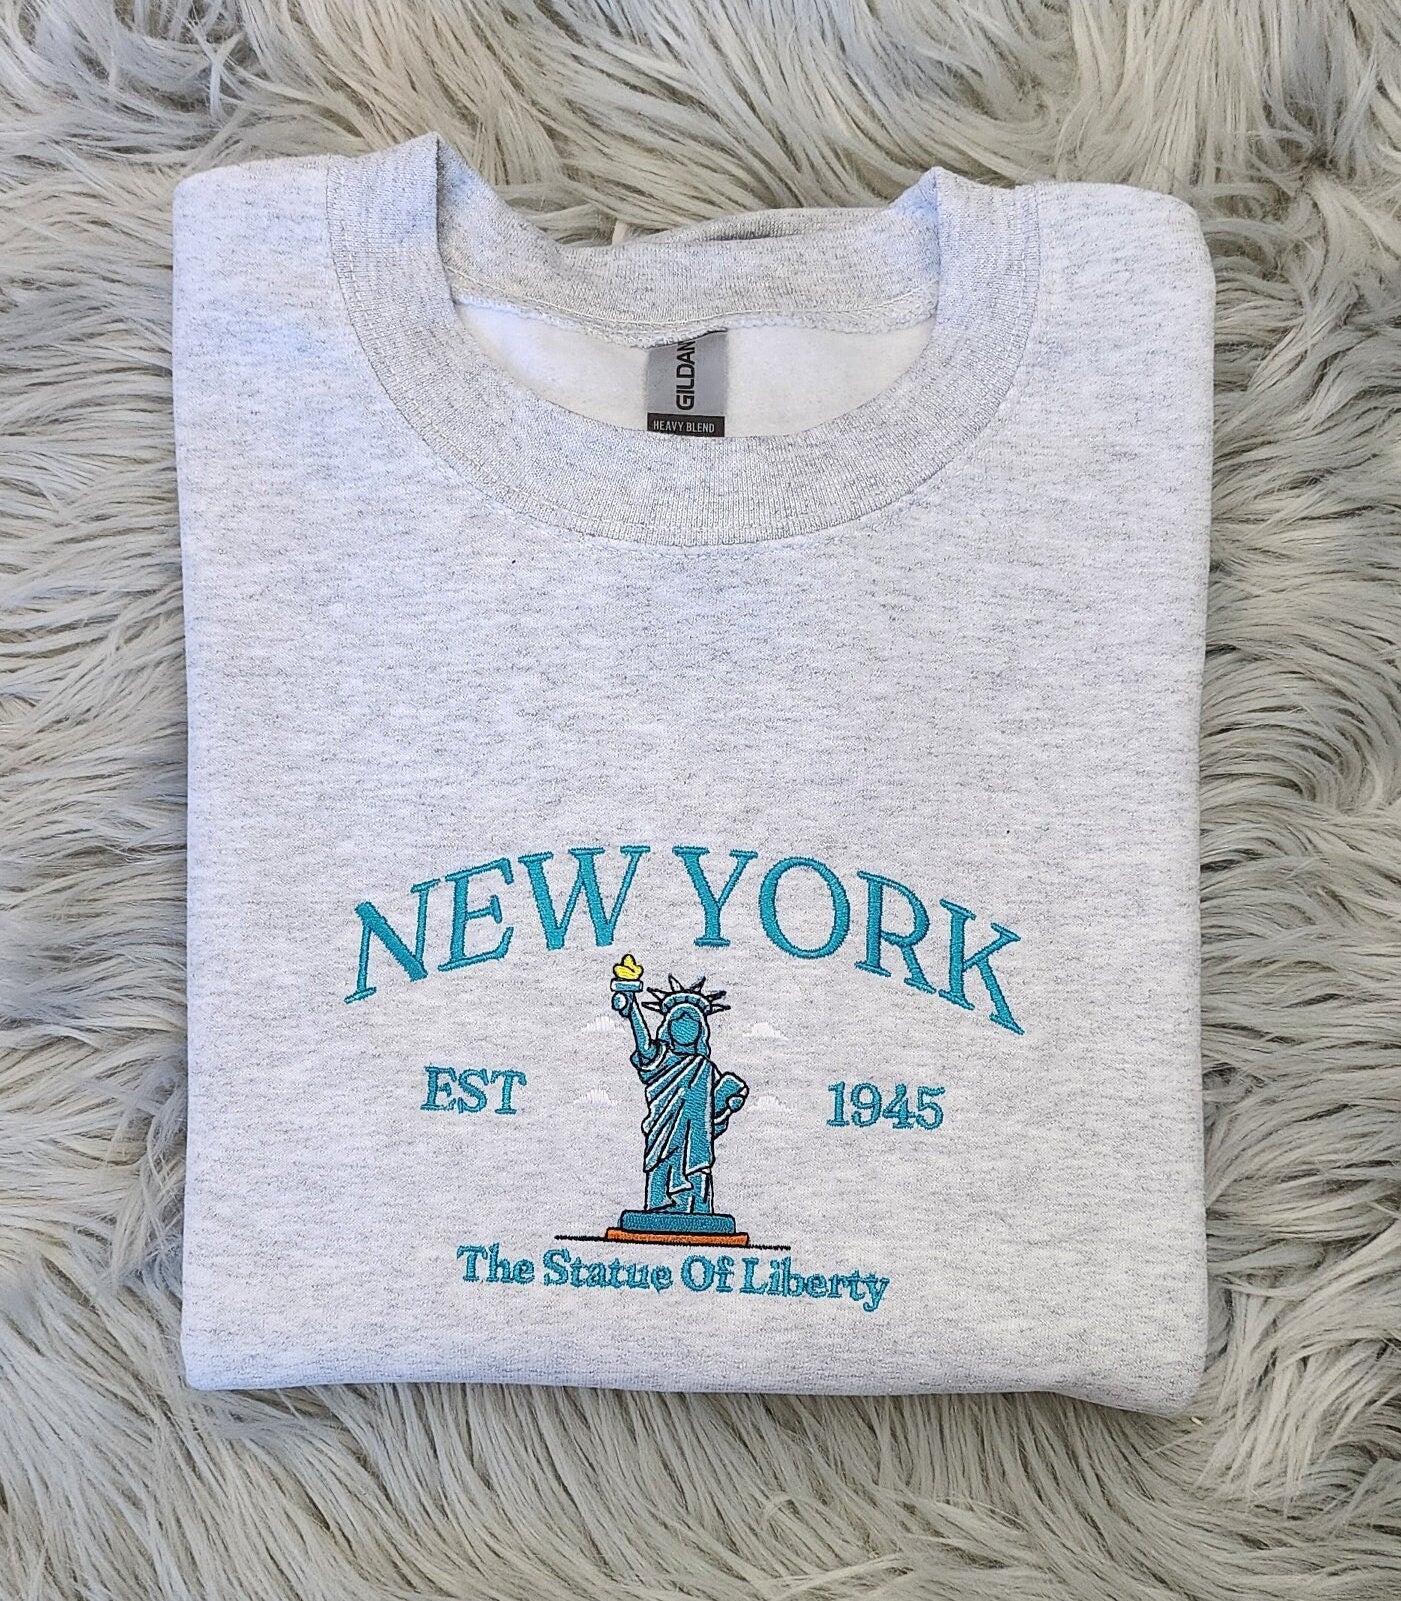 GILDAN
HEAVY BLEND
NEW YORK
EST 1945
The Statue Of Liberty